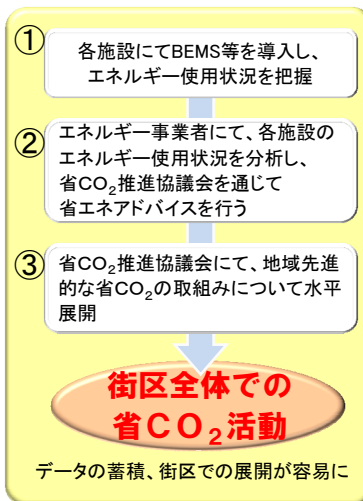 ①
各施設にてBEMS等を導入し、
エネルギー使用状況を把握
②
エネルギー事業者にて、各施設の
エネルギー使用状況を分析し、
省CO₂推進協議会を通じて
省エネアドバイスを行う
③
省CO₂推進協議会にて、地域先進
的な省CO₂の取組みについて水平
展開
街区全体での
省ＣＯ₂活動
データの蓄積、街区での展開が容易に